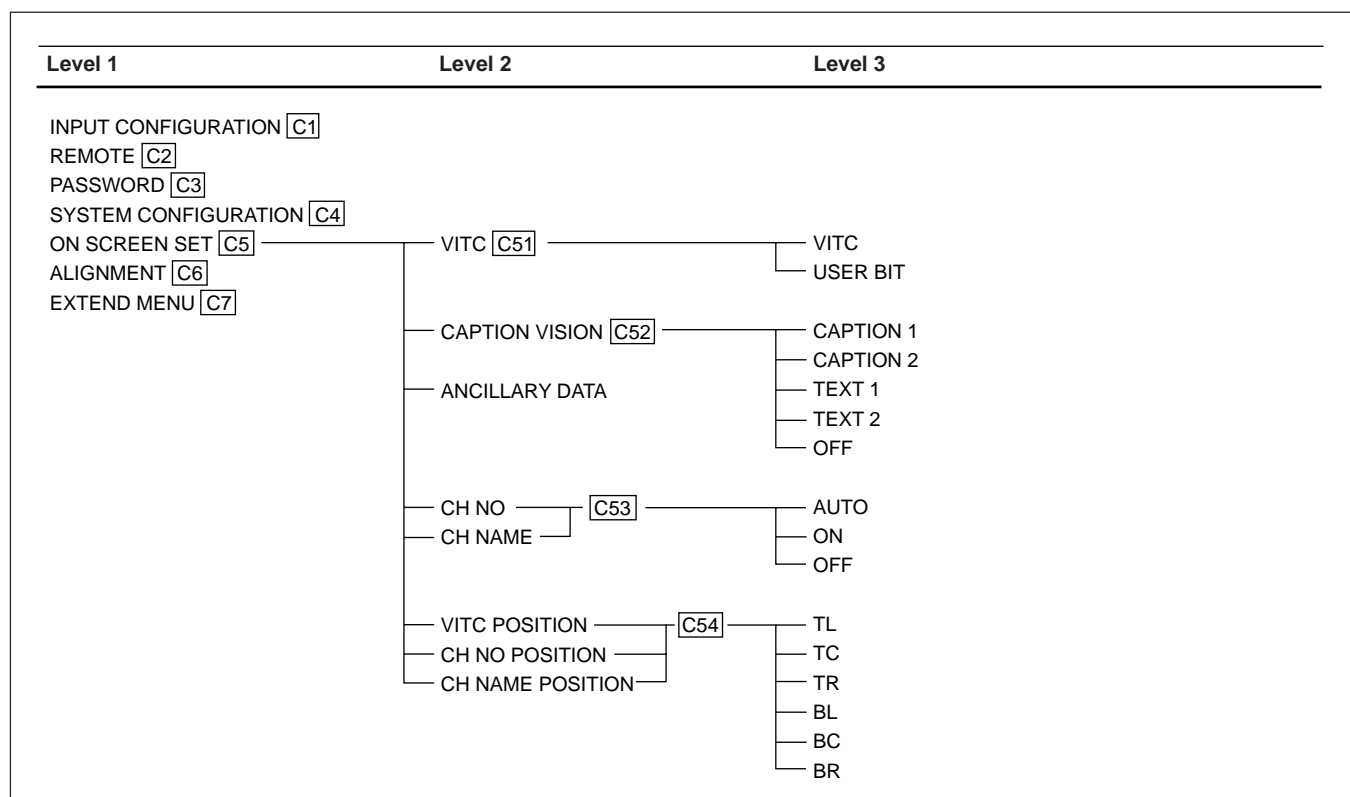 Level 1 Level 2 Level 3
INPUT CONFIGURATION C1
REMOTE C2
PASSWORD C3
SYSTEM CONFIGURATION C4
ON SCREEN SET C5 VITC C51 VITC
ALIGNMENT C6 USER BIT
EXTEND MENU C7
CAPTION VISION C52 CAPTION 1
CAPTION 2
ANCILLARY DATA TEXT 1
TEXT 2
OFF
CH NO C53 AUTO
CH NAME ON
OFF
VITC POSITION C54 TL
CH NO POSITION TC
CH NAME POSITION TR
BL
BC
BR